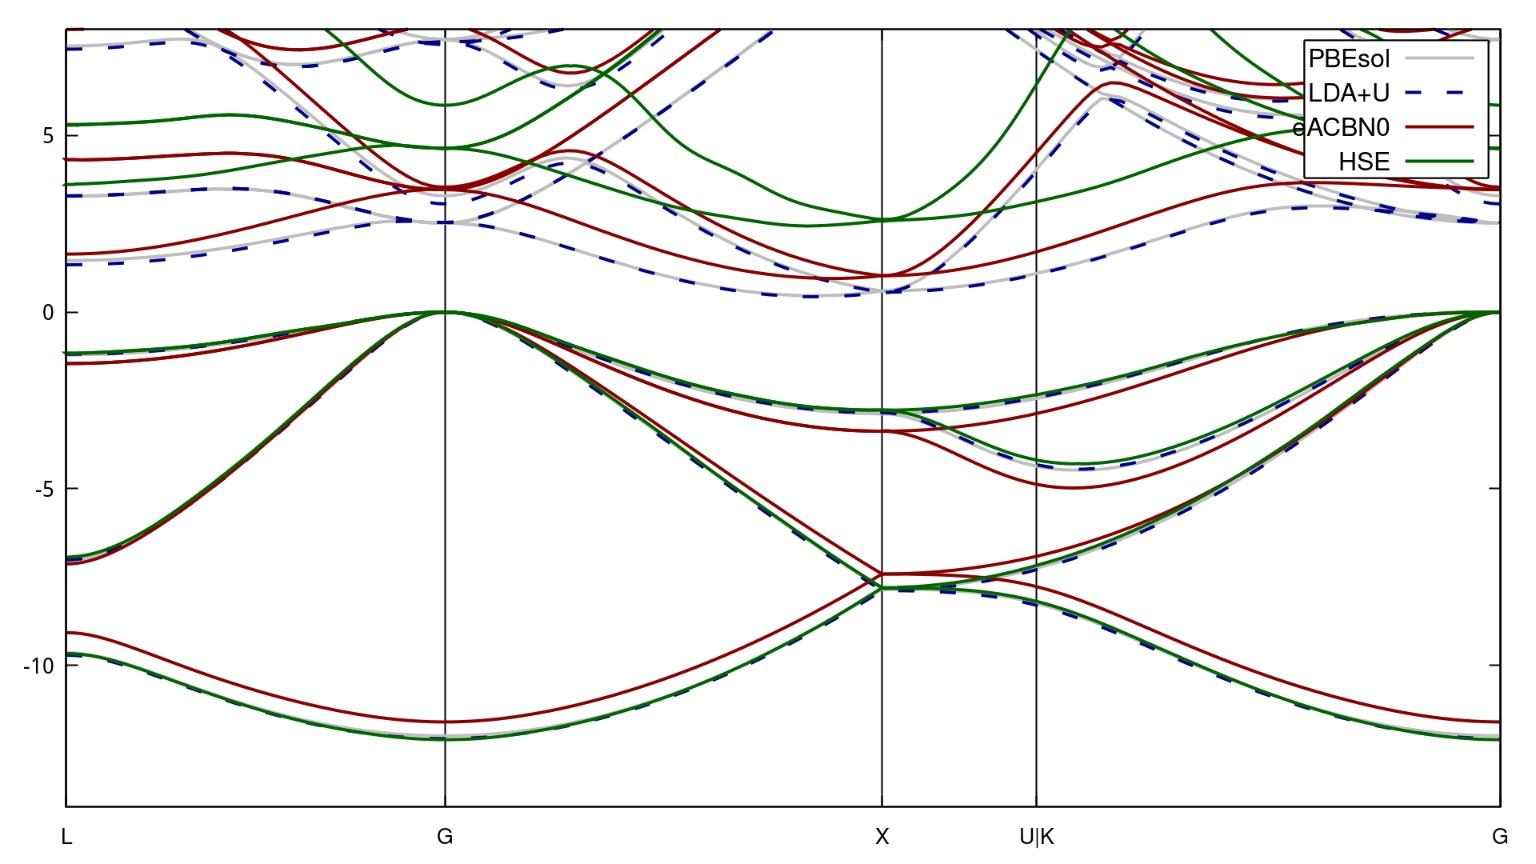 PBEsol
LDA+U
eACBN0
HSE
5
0
-5
-10
L G X U|K G